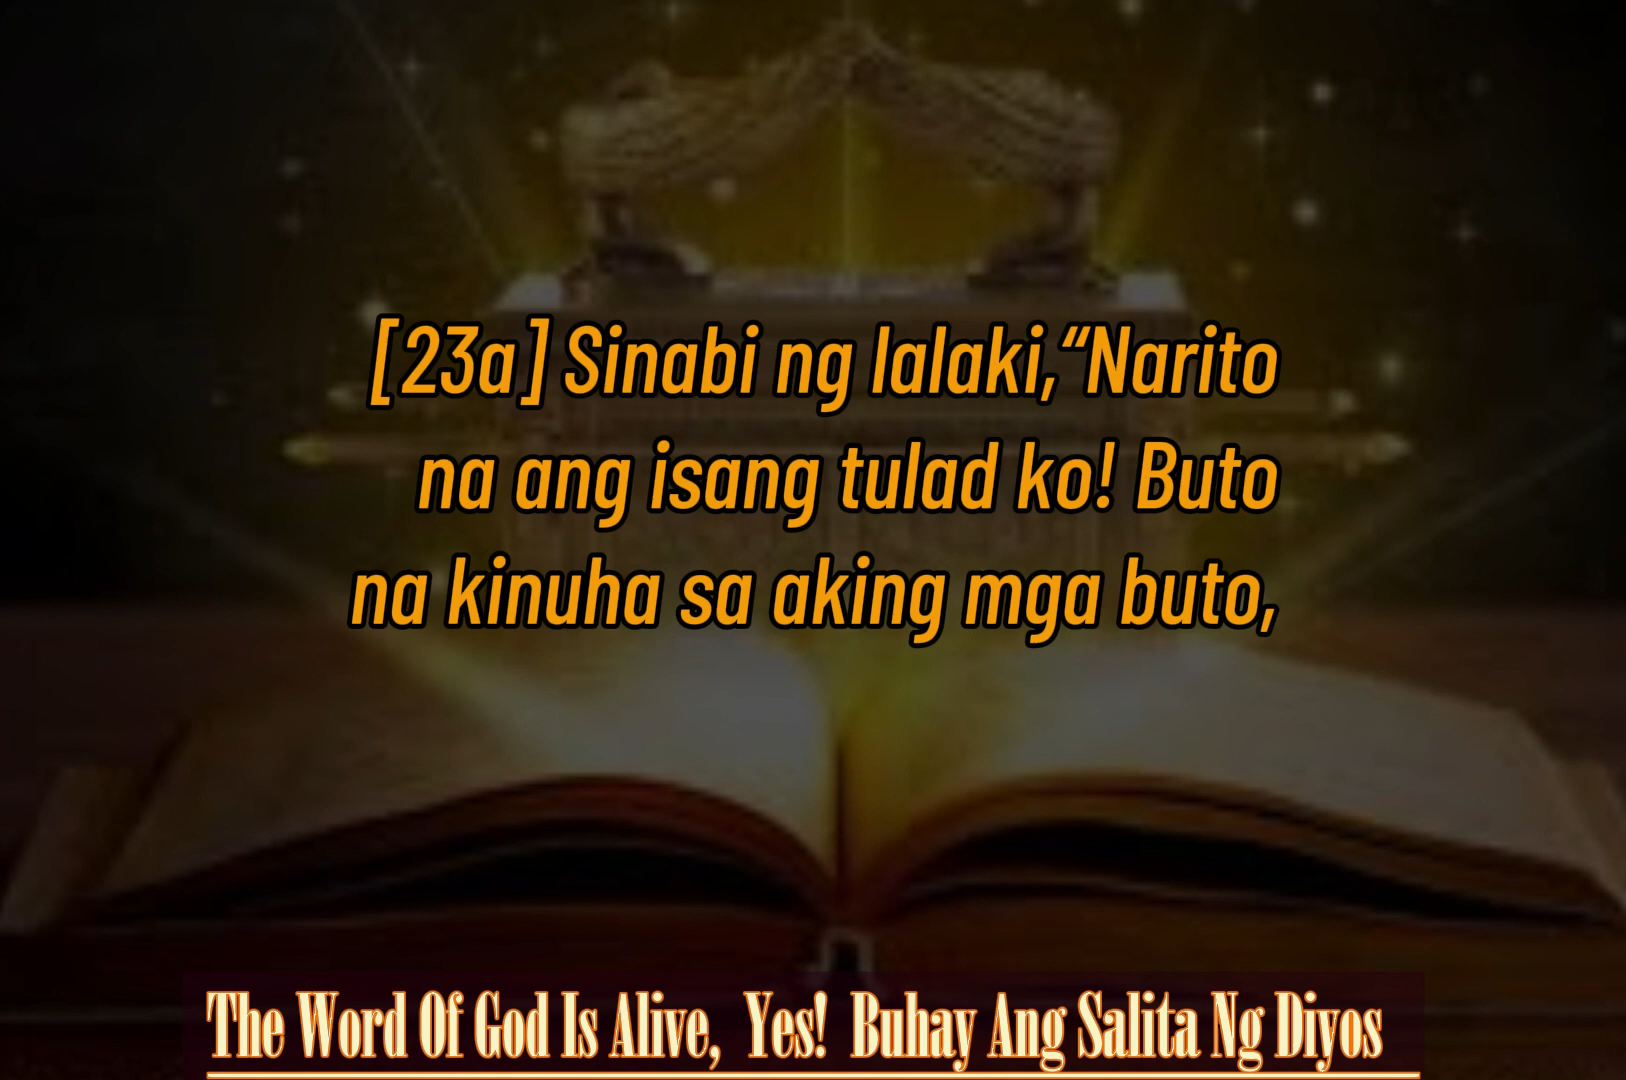 [23a] Sinabi ng lalaki,“Narito
na ang isang tulad ko! Buto
na kinuha sa aking mga buto,
The Word Of God Is Alive, Yes! Buhay Ang Salita Ng Diyos